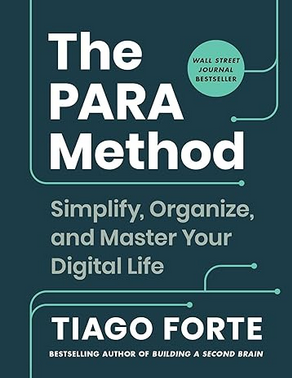 The
PARA
Method
WALL STREET
JOURNAL
BESTSELLER
Simplify, Organize,
and Master Your
Digital Life
TIAGO FORTE
BESTSELLING AUTHOR OF BUILDING A SECOND BRAIN